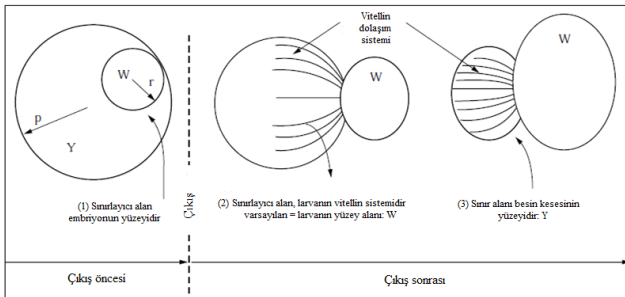 Vitellin
dolaşım
sistemi
W
r
p
Y
W
W
(1) Sınırlayıcı alan
embriyonun yüzeyidir
Çıkış
(2) Sınırlayıcı alan, larvanın vitellin sistemidir
varsayılan = larvanın yüzey alanı: W
(3) Sınır alanı besin kesesinin
yüzeyidir: Y
Çıkış öncesi
Çıkış sonrası